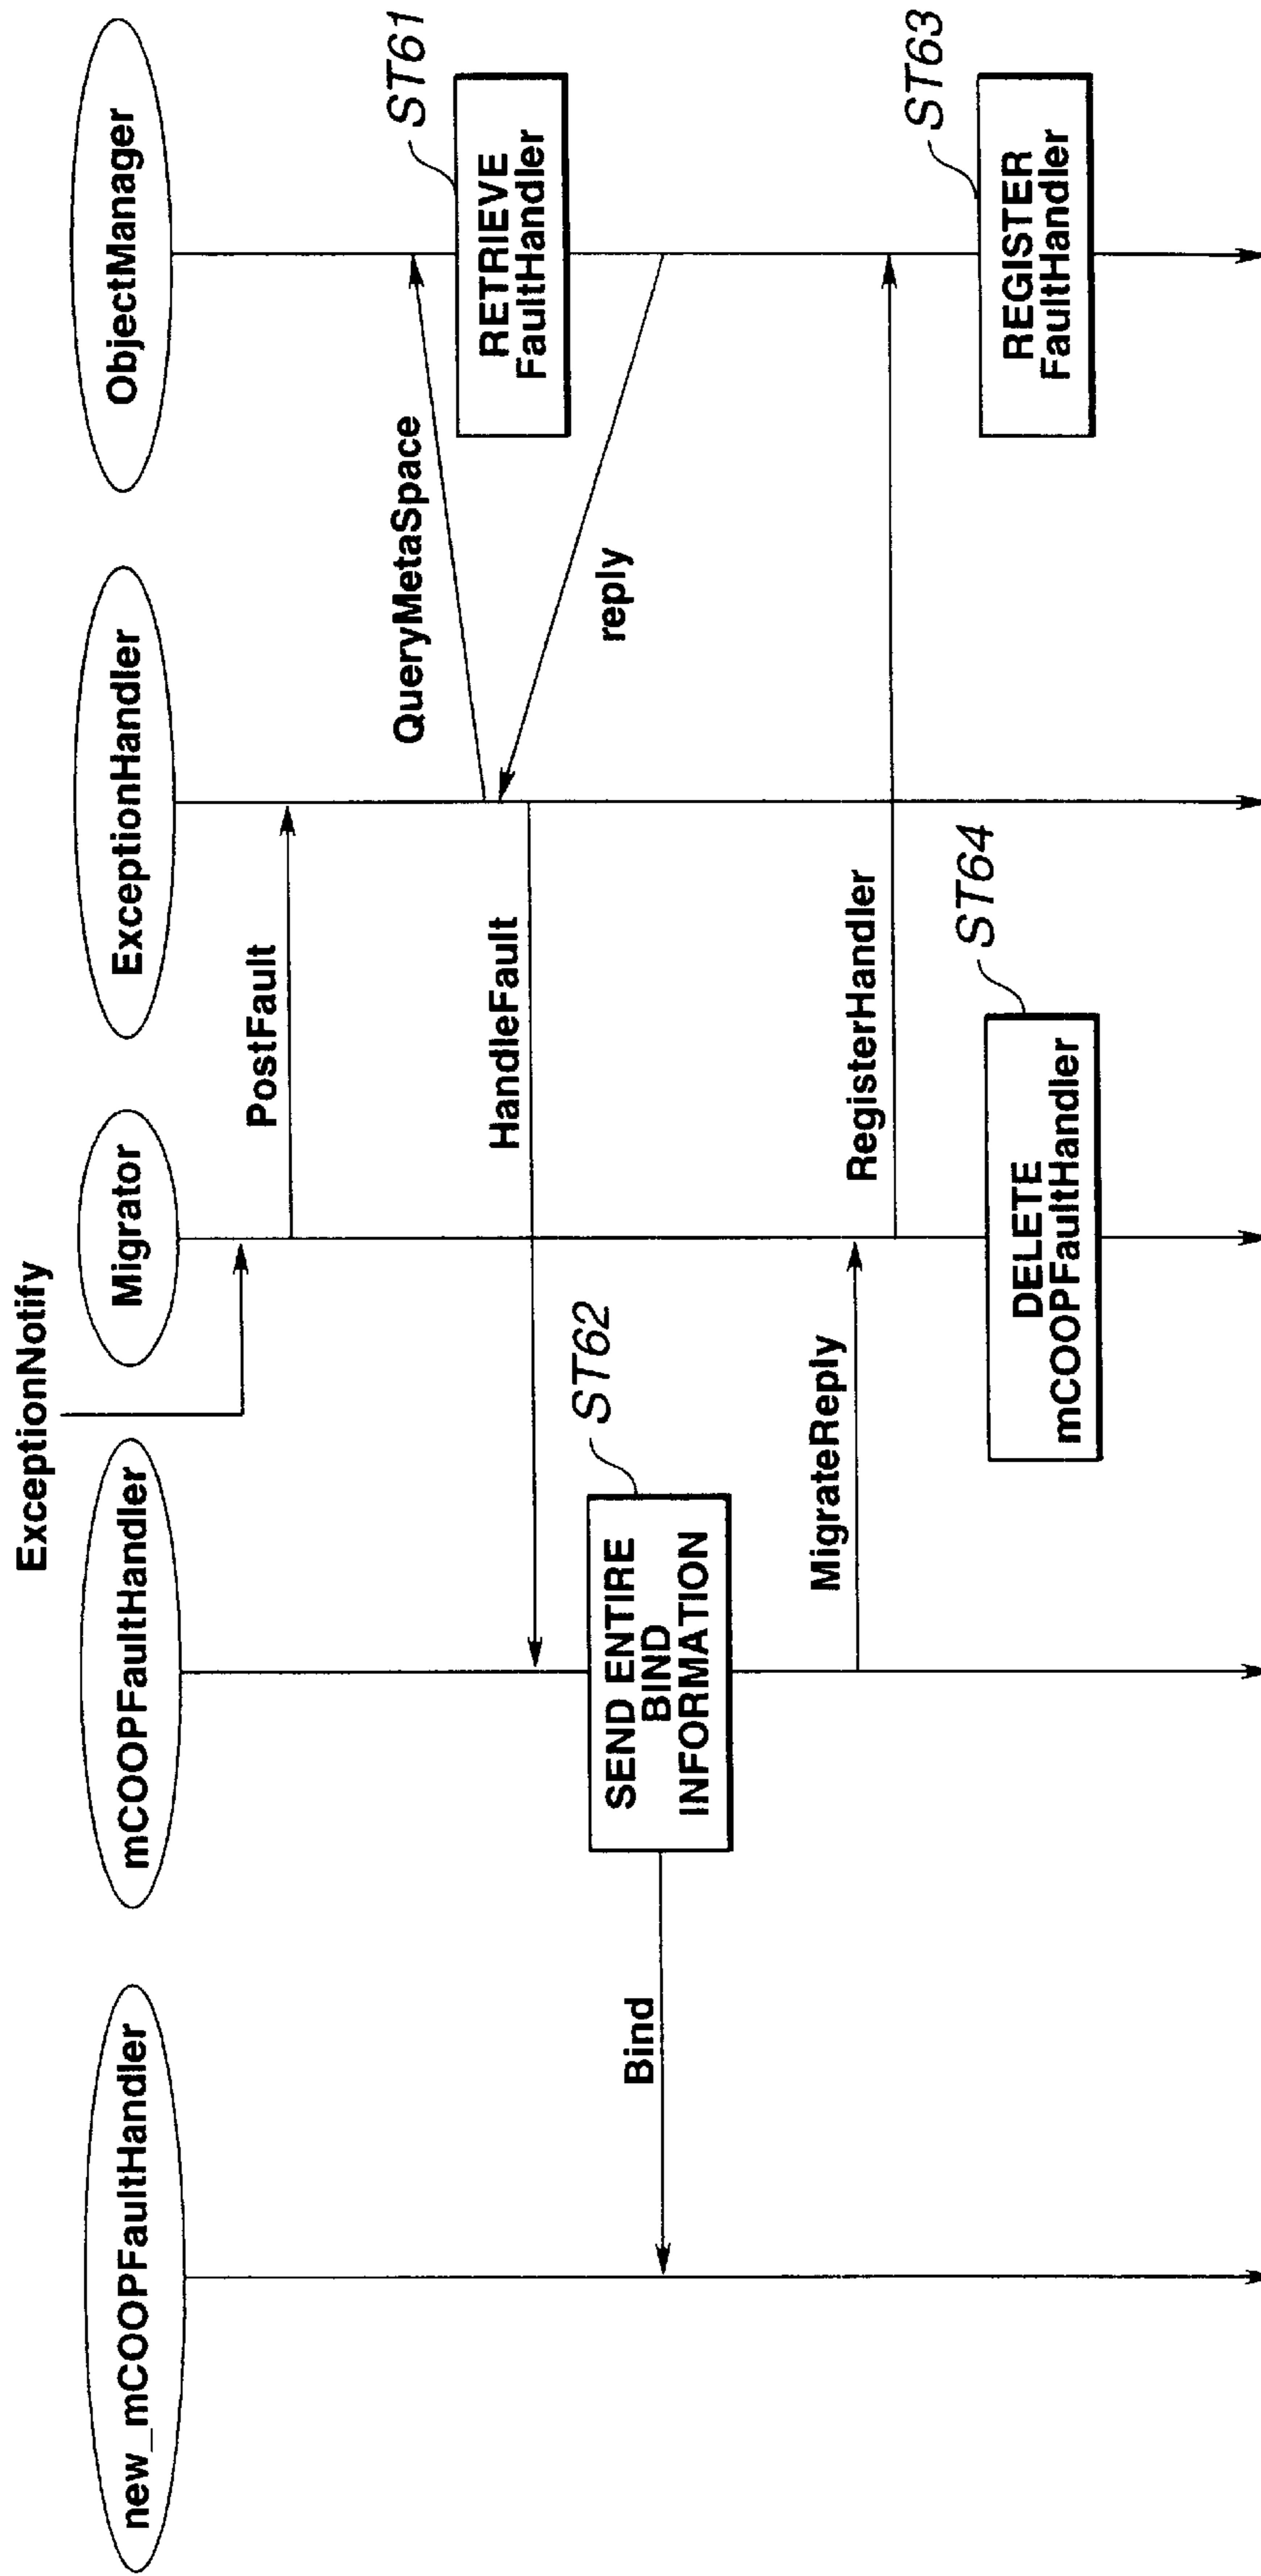 ExceptionNotify
new_mCOOPFaultHandler
mCOOPFaultHandler
Migrator
ExceptionHandler
ObjectManager
PostFault
QueryMetaSpace
ST61
RETRIEVE
FaultHandler
HandleFault
reply
ST62
SEND ENTIRE
BIND
INFORMATION
Bind
MigrateReply
RegisterHandler
ST64
DELETE
mCOOPFaultHandler
ST63
REGISTER
FaultHandler